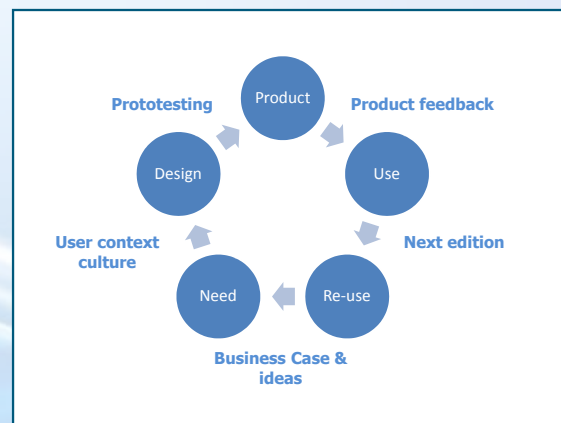 Product
Prototesting
Product feedback
Design
Use
User context
culture
Next edition
Need
Re-use
Business Case &
ideas